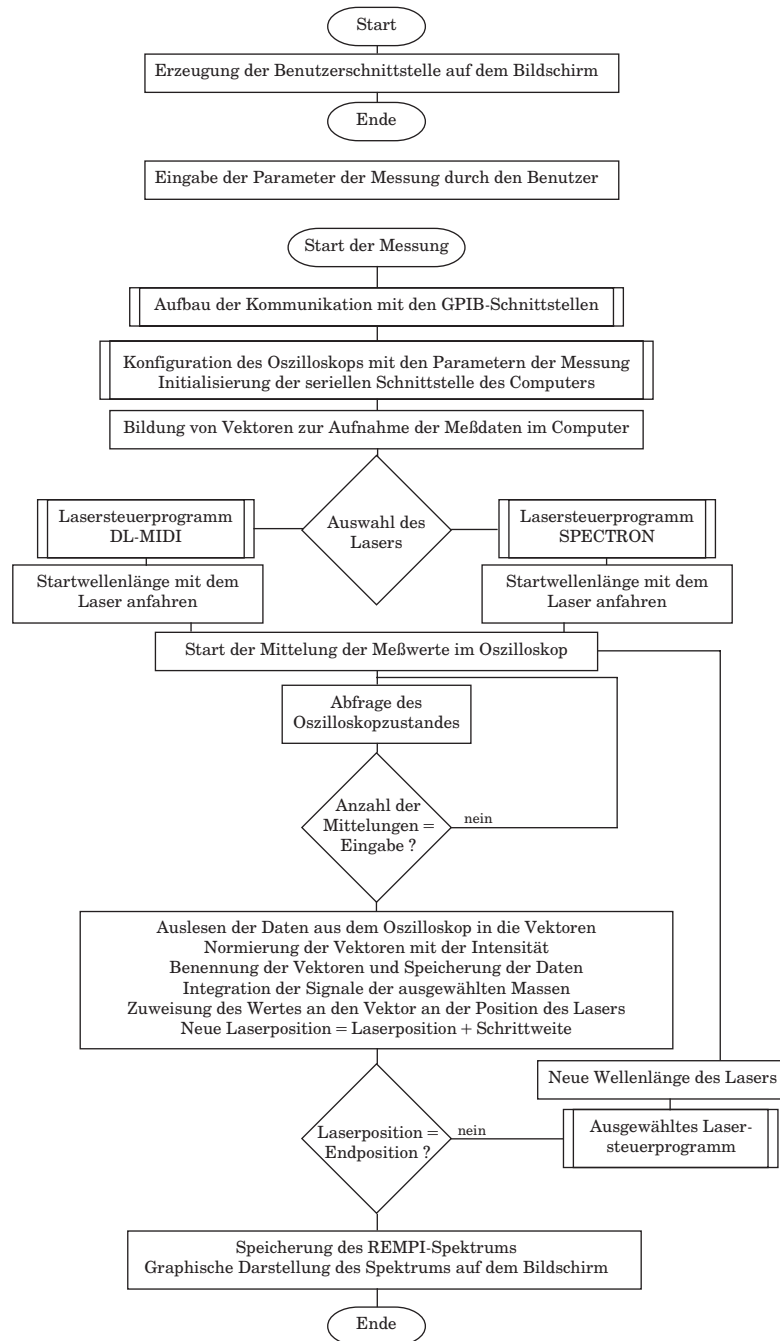 Start
Erzeugung der Benutzerschnittstelle auf dem Bildschirm
Ende
Eingabe der Parameter der Messung durch den Benutzer
Start der Messung
Aufbau der Kommunikation mit den GPIB-Schnittstellen
Konfiguration des Oszilloskops mit den Parametern der Messung
Initialisierung der seriellen Schnittstelle des Computers
Bildung von Vektoren zur Aufnahme der Meßdaten im Computer
Auswahl des
Lasers
Lasersteuerprogramm
DL-MIDI
Startwellenlänge mit dem
Laser anfahren
Lasersteuerprogramm
SPECTRON
Startwellenlänge mit dem
Laser anfahren
Start der Mittelung der Meßwerte im Oszilloskop
Abfrage des
Oszilloskopzustandes
Anzahl der
Mittelungen =
Eingabe ?
nein
Auslesen der Daten aus dem Oszilloskop in die Vektoren
Normierung der Vektoren mit der Intensität
Benennung der Vektoren und Speicherung der Daten
Integration der Signale der ausgewählten Massen
Zuweisung des Wertes an den Vektor an der Position des Lasers
Neue Laserposition = Laserposition + Schrittweite
Laserposition =
Endposition ?
nein
Neue Wellenlänge des Lasers
Ausgewähltes Laser-
steuerprogramm
Speicherung des REMPI-Spektrums
Graphische Darstellung des Spektrums auf dem Bildschirm
Ende